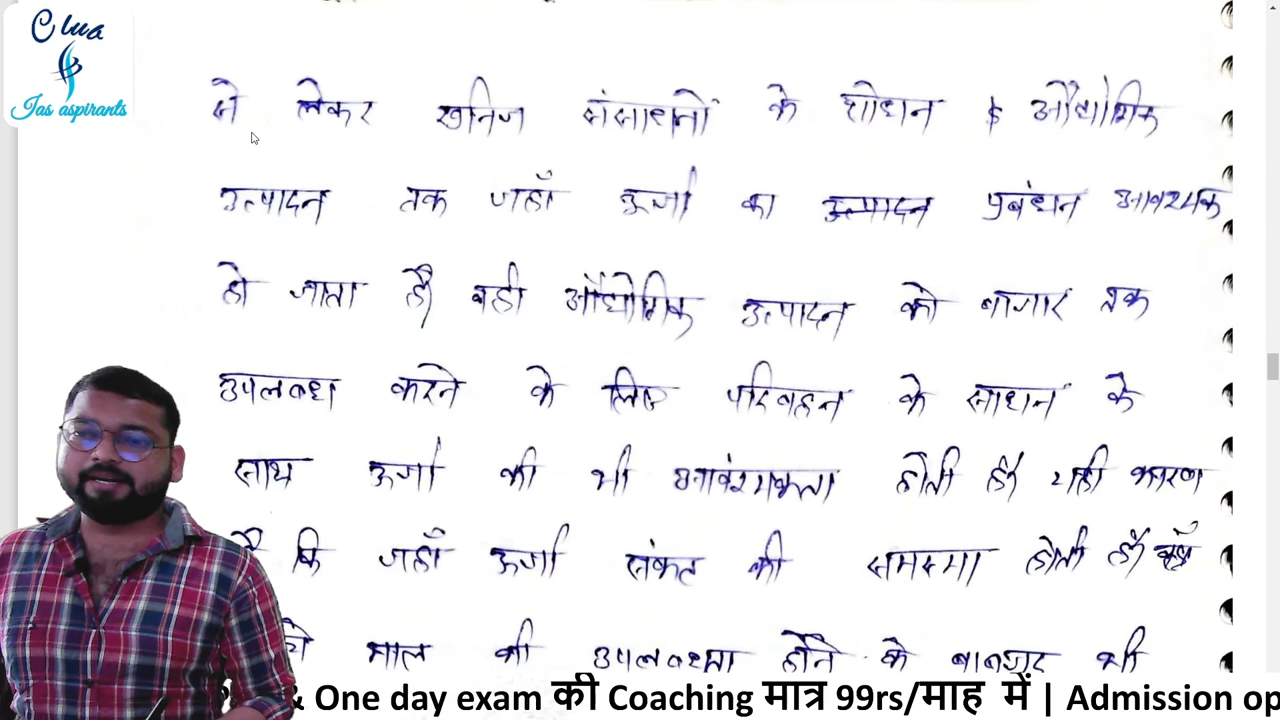 Clua
Jas aspirants
से लेकर खनिज संसाधनों के शोधन & औद्योगिक
उत्पादन तक जहाँ ऊर्जा का उत्पादन प्रबंधन आवश्यक
हो जाता है वही औद्योगिक उत्पादन को बाजार तक
उपलब्ध करने के लिए परिवहन के साधन के
साथ ऊर्जा की भी आवश्यकता होती है यही कारण
है कि जहाँ ऊर्जा संकट की समस्या होती है वहाँ
माल की उपलब्धता होने के बावजूद भी
& One day exam की Coaching मात्र 99rs/माह में | Admission op